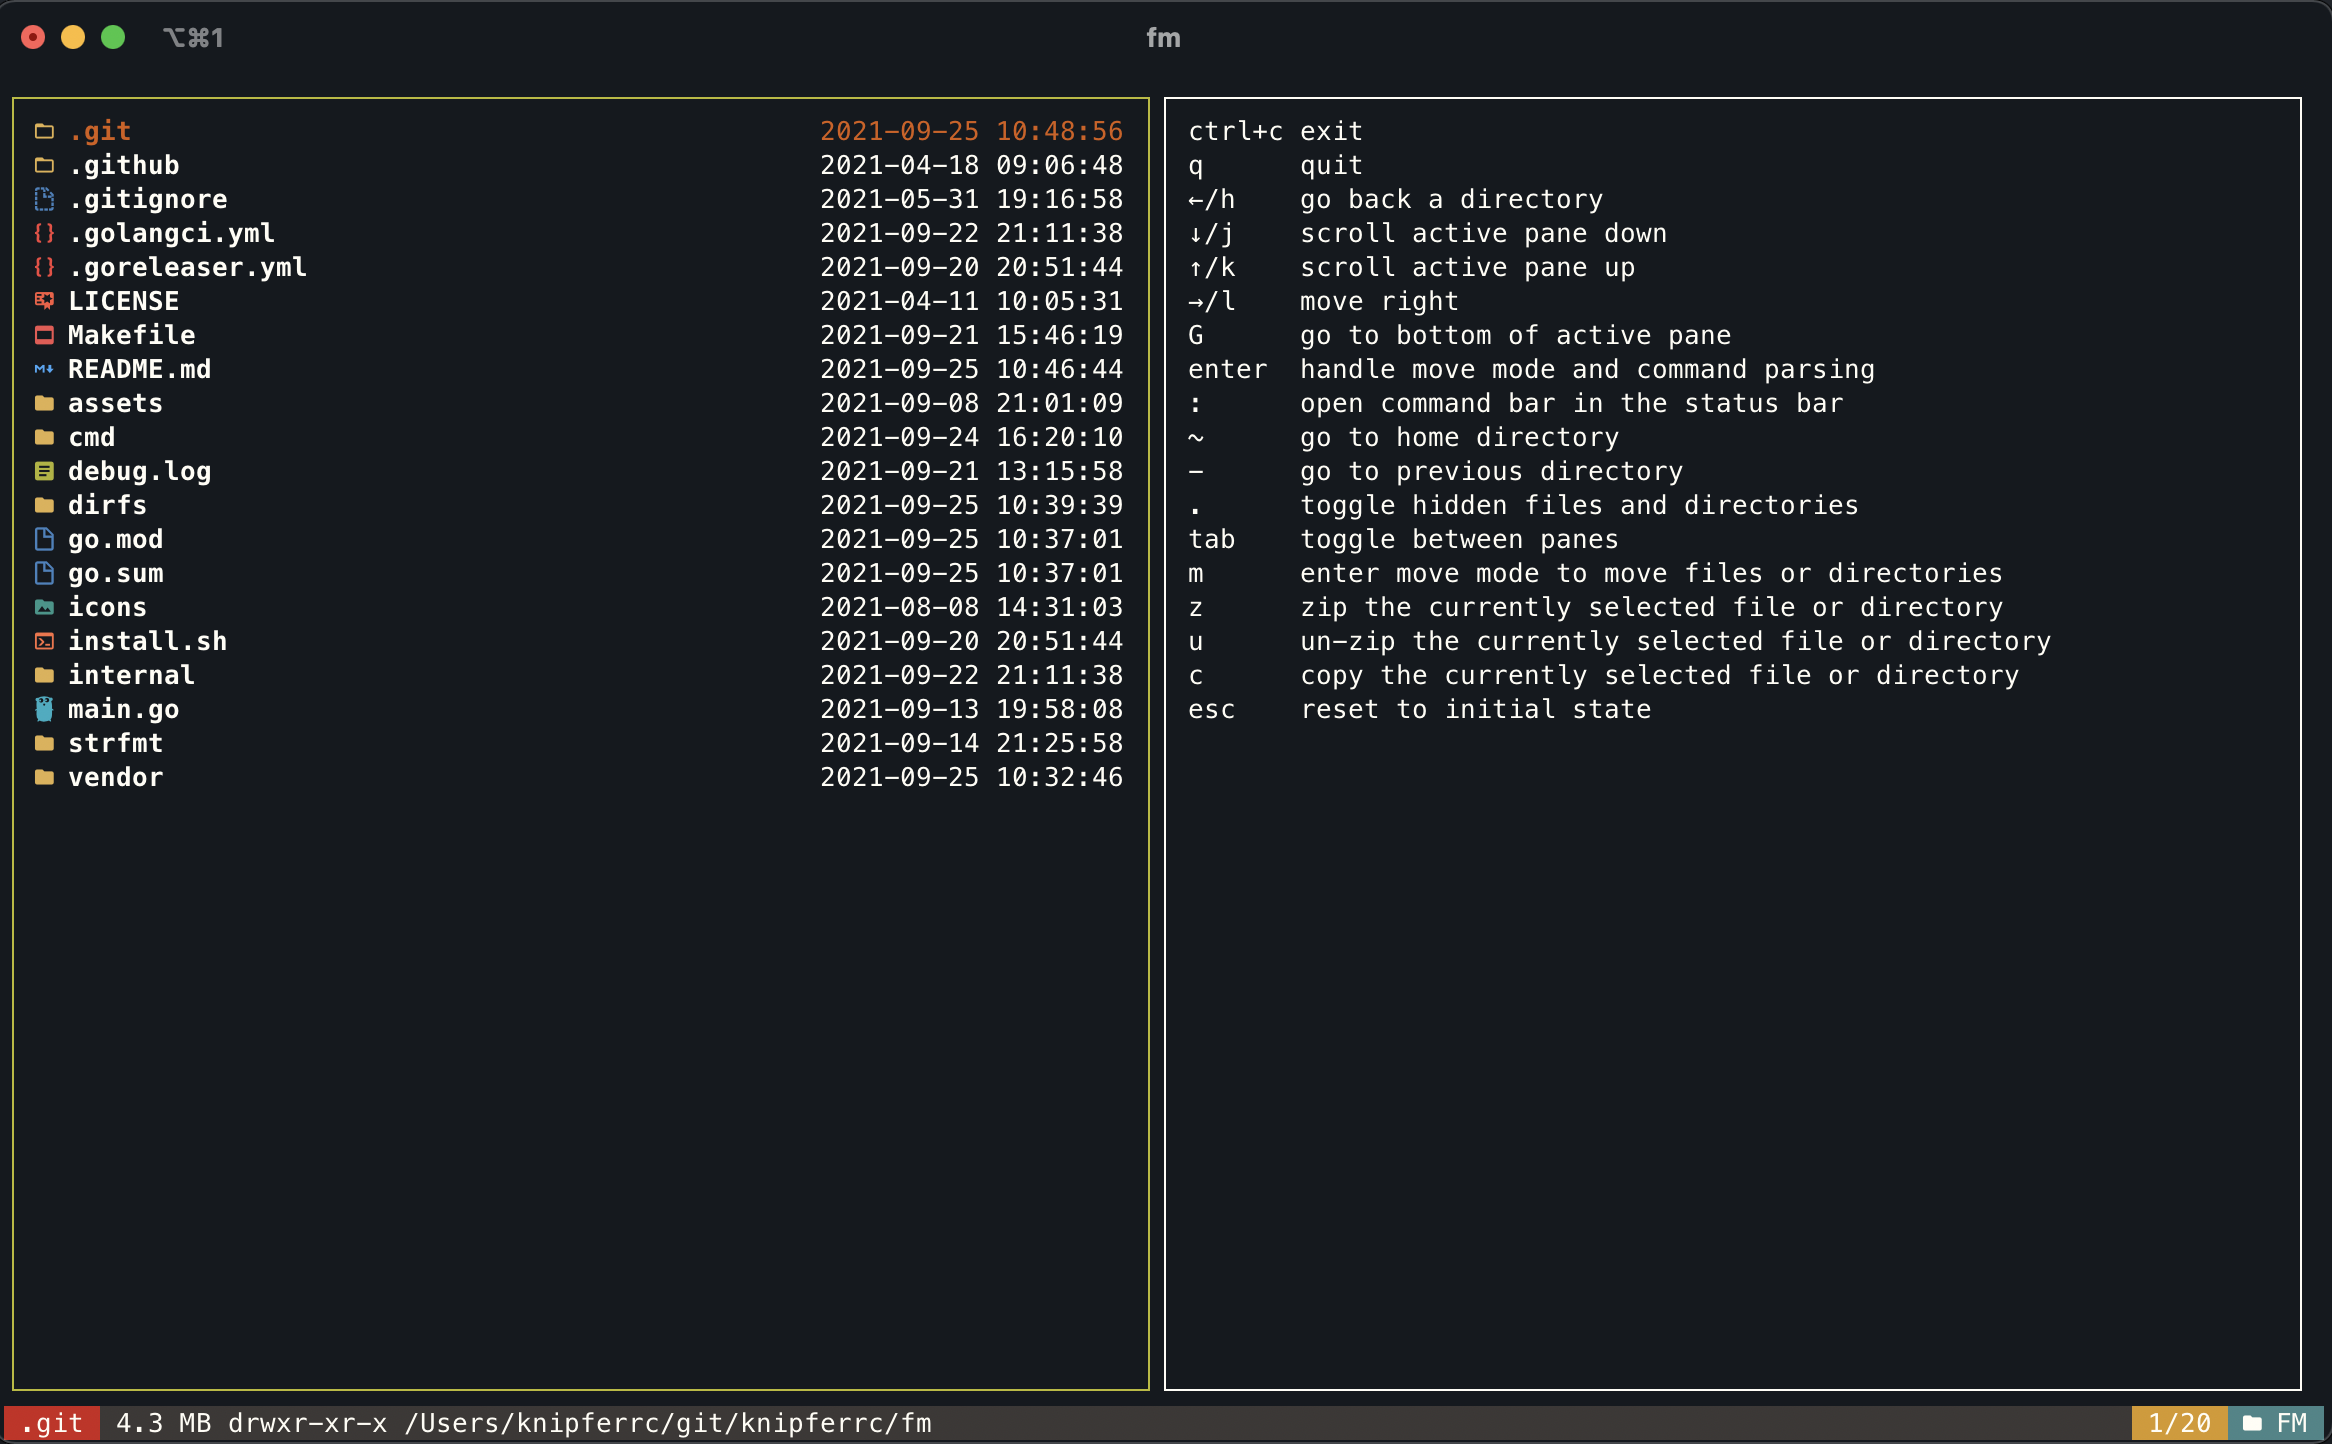 ⌥⌘1
fm
.git 2021-09-25 10:48:56
.github 2021-04-18 09:06:48
.gitignore 2021-05-31 19:16:58
.golangci.yml 2021-09-22 21:11:38
.goreleaser.yml 2021-09-20 20:51:44
LICENSE 2021-04-11 10:05:31
Makefile 2021-09-21 15:46:19
README.md 2021-09-25 10:46:44
assets 2021-09-08 21:01:09
cmd 2021-09-24 16:20:10
debug.log 2021-09-21 13:15:58
dirfs 2021-09-25 10:39:39
go.mod 2021-09-25 10:37:01
go.sum 2021-09-25 10:37:01
icons 2021-08-08 14:31:03
install.sh 2021-09-20 20:51:44
internal 2021-09-22 21:11:38
main.go 2021-09-13 19:58:08
strfmt 2021-09-14 21:25:58
vendor 2021-09-25 10:32:46
ctrl+c exit
q quit
←/h go back a directory
↓/j scroll active pane down
↑/k scroll active pane up
→/l move right
G go to bottom of active pane
enter handle move mode and command parsing
: open command bar in the status bar
~ go to home directory
- go to previous directory
. toggle hidden files and directories
tab toggle between panes
m enter move mode to move files or directories
z zip the currently selected file or directory
u un-zip the currently selected file or directory
c copy the currently selected file or directory
esc reset to initial state
.git 4.3 MB drwxr-xr-x /Users/knipferrc/git/knipferrc/fm 1/20 FM